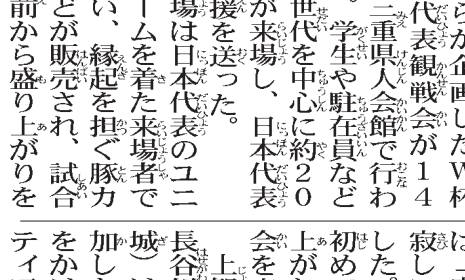 らが企画したＷ杯
代表観戦会が１４
三重県人会館で行わ
。学生や駐在員など
世代を中心に約２０
が来場し、日本代表
援を送った。
場は日本代表のユニ
ームを着た来場者で
い、縁起を担ぐ豚カ
どが販売され、試合
前から盛り上がりを
は、
寂し
した。
初め
上が
会を
上
長谷
城）
加し
をか
ティ